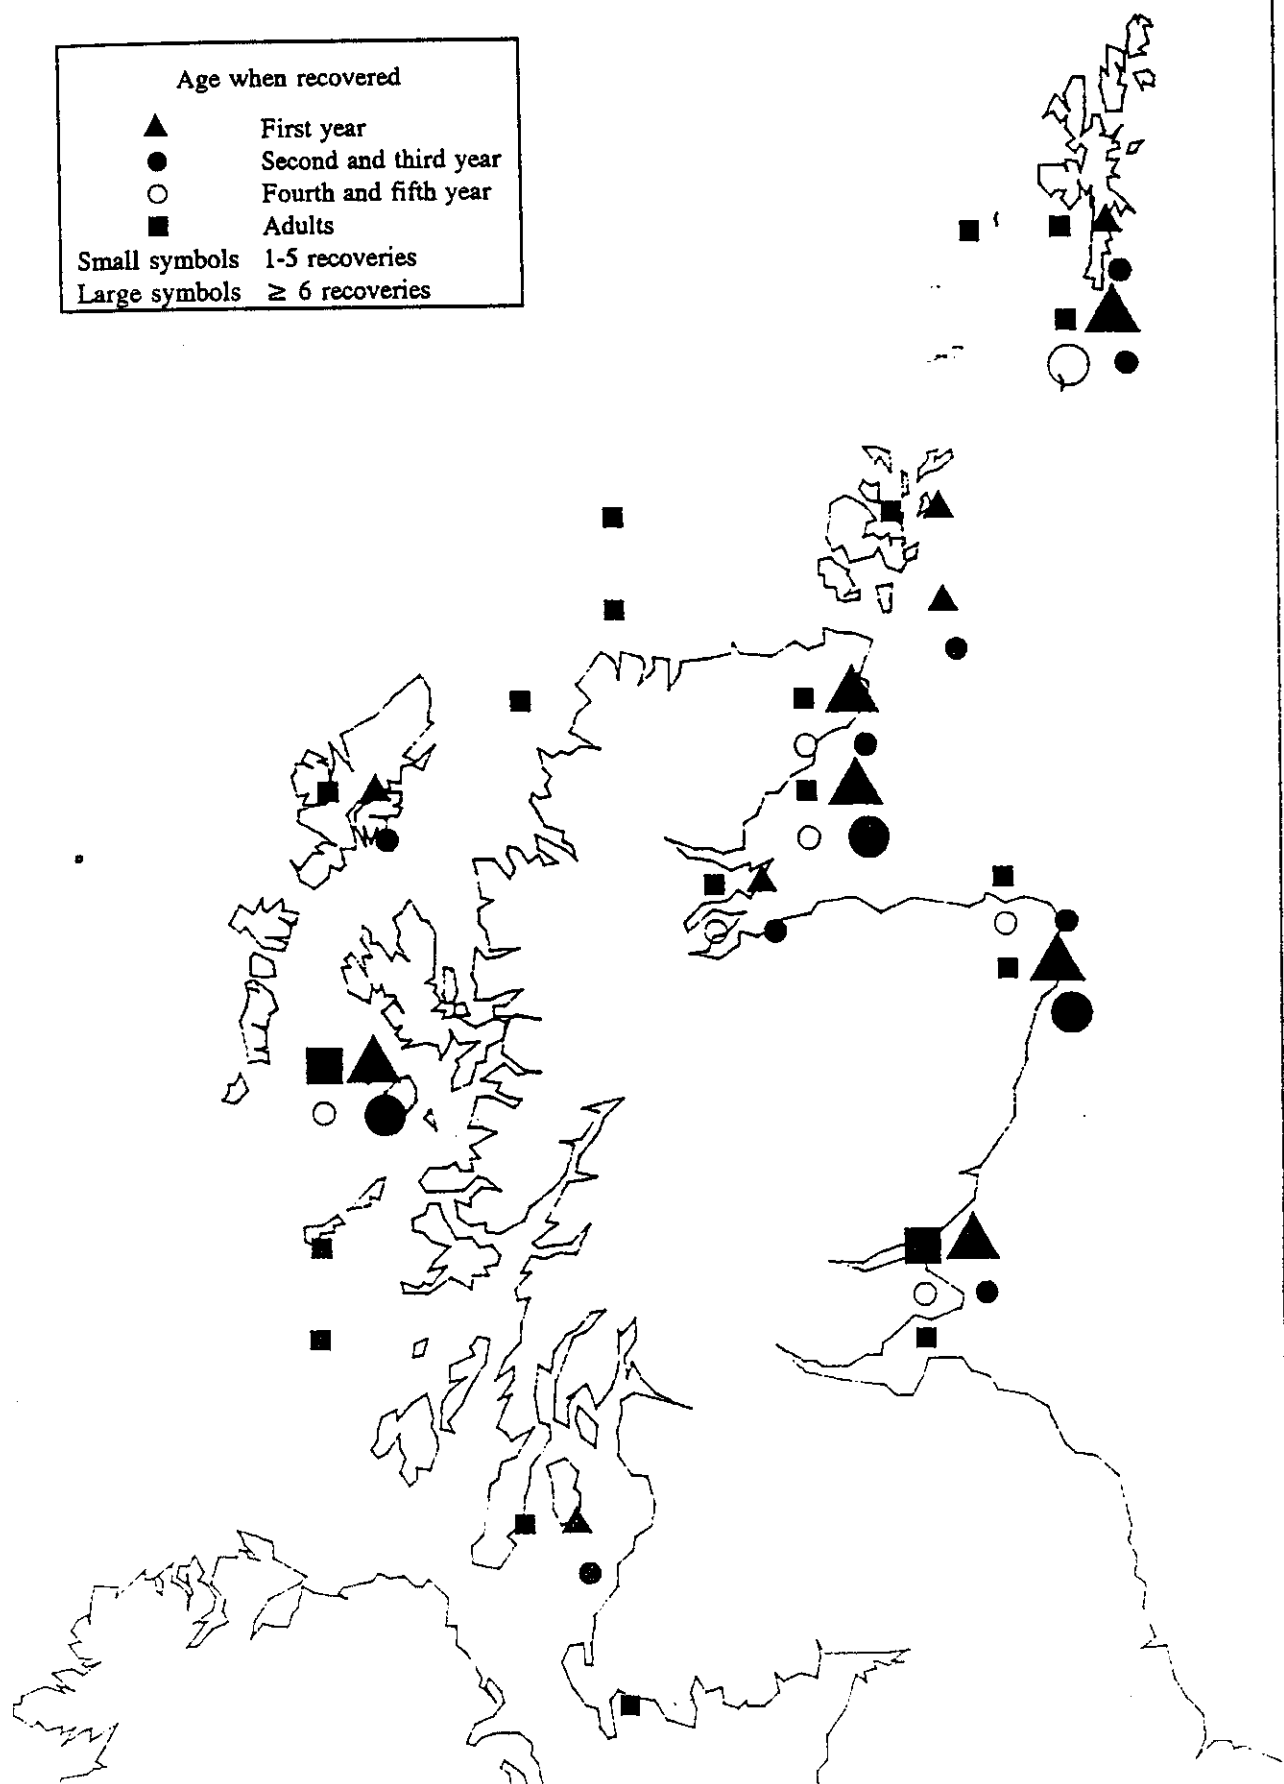 Age when recovered
First year
Second and third year
Fourth and fifth year
Adults
Small symbols 1-5 recoveries
Large symbols ≥ 6 recoveries